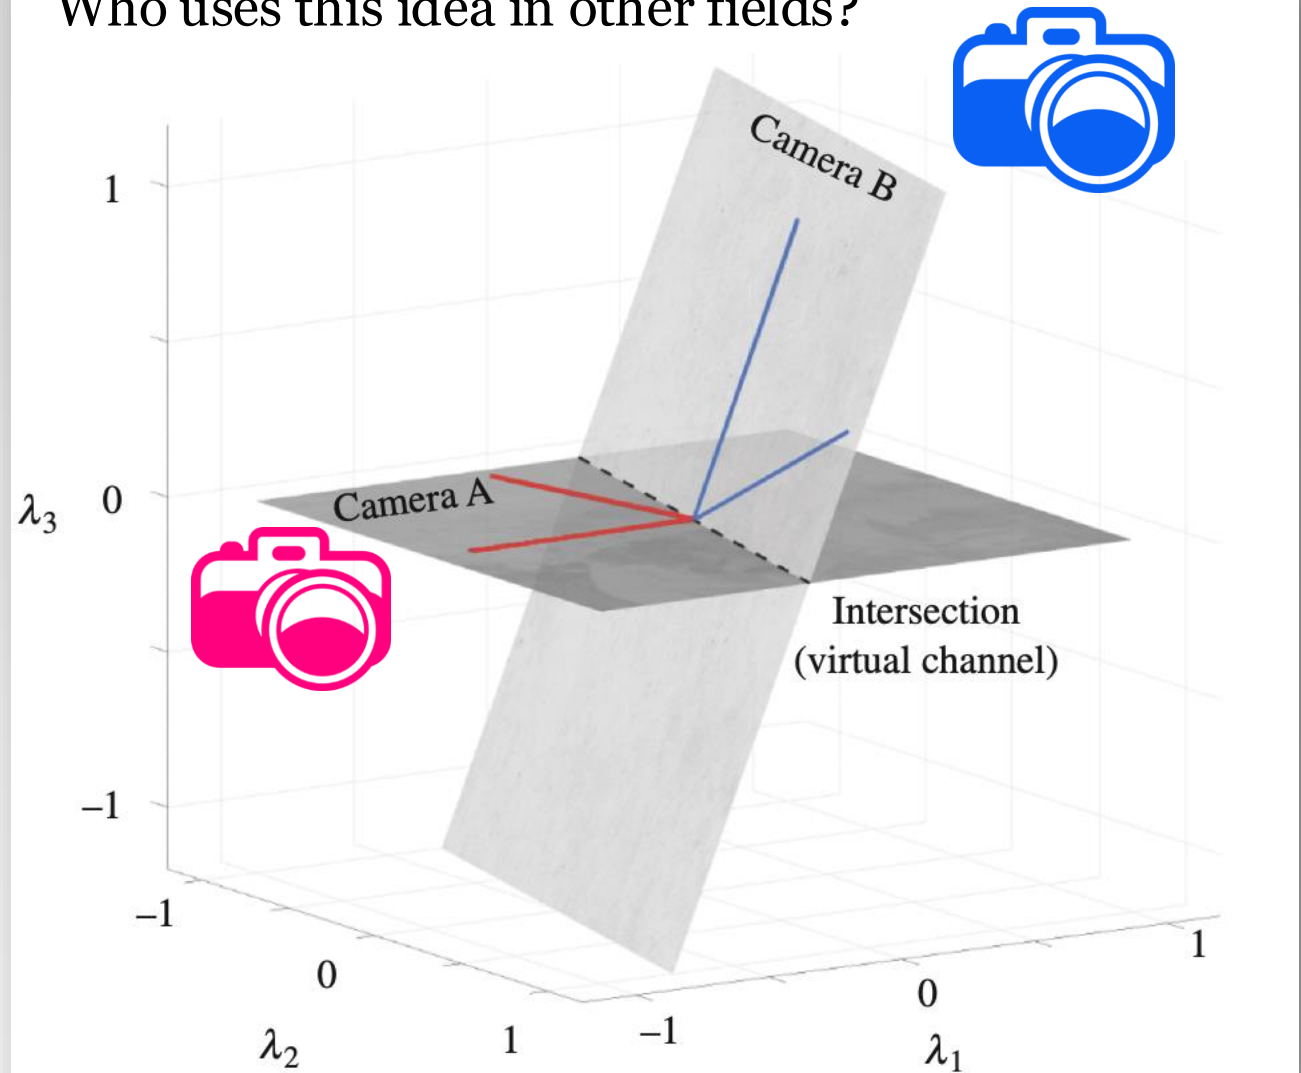 Who uses this idea in other fields?
Camera B
1
Camera A
λ3
0
Intersection
(virtual channel)
−1
−1
0
1
λ2
−1
0
1
λ1